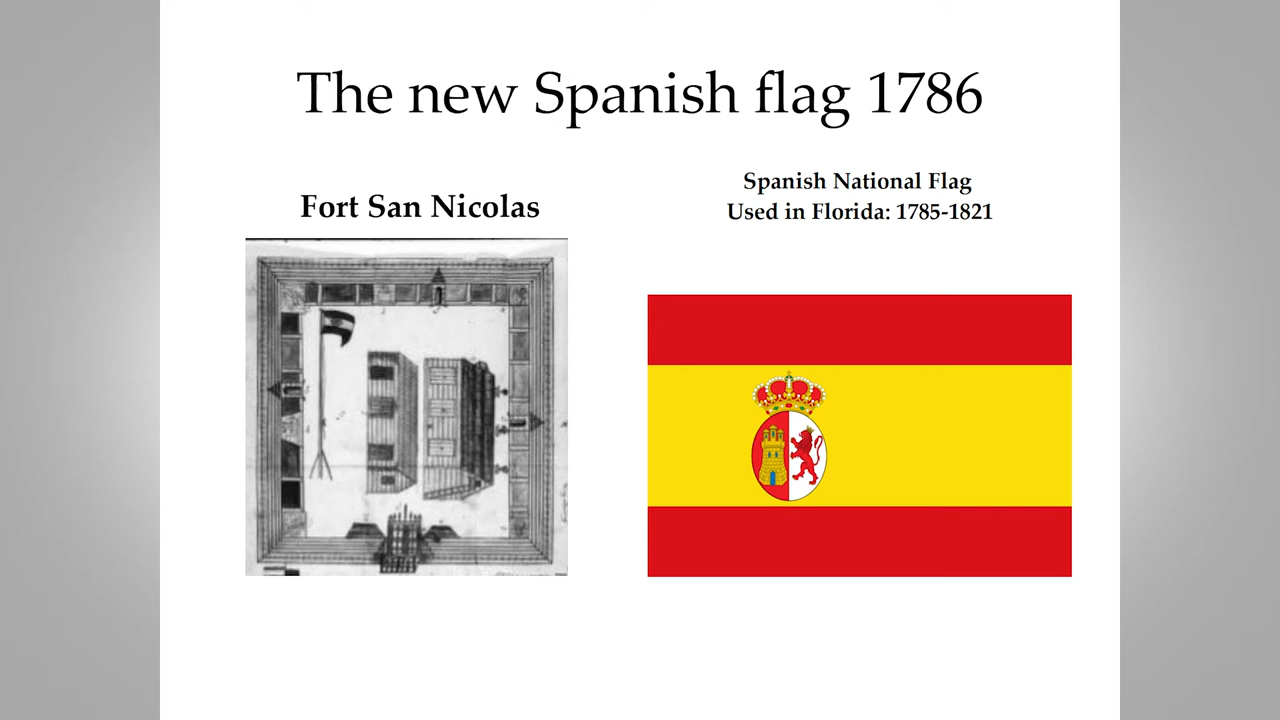 The new Spanish flag 1786
Fort San Nicolas
Spanish National Flag
Used in Florida: 1785-1821